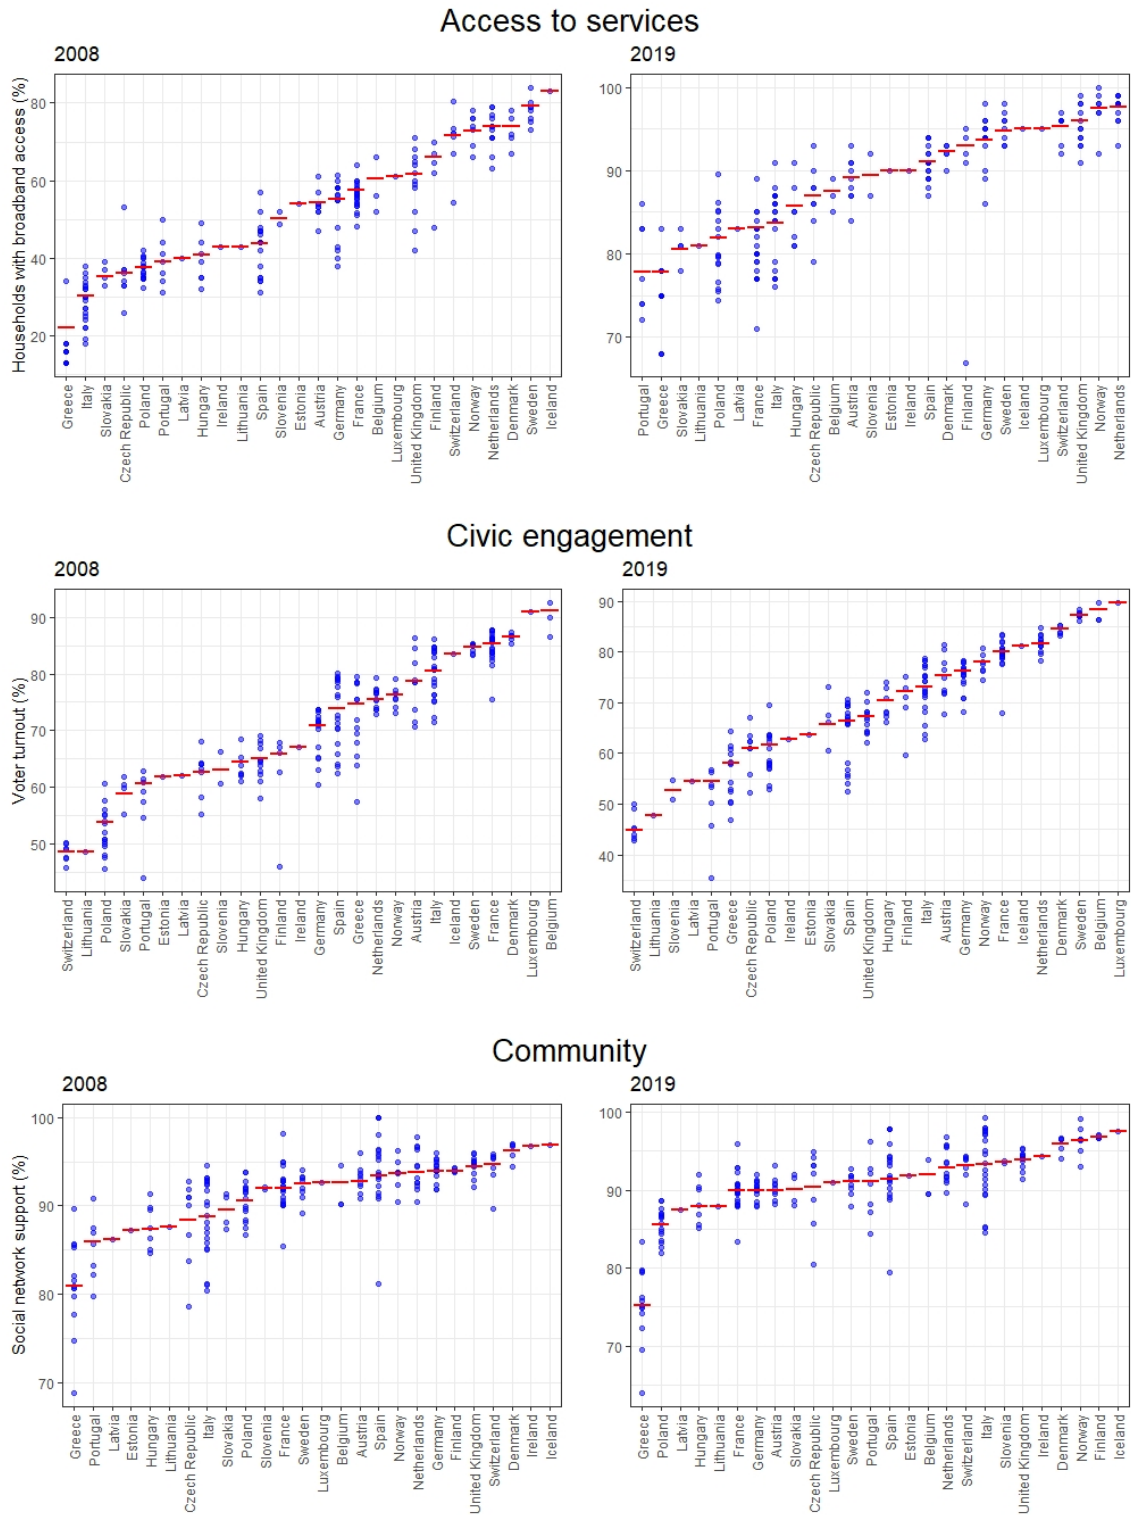 Access to services
2008
2019
Households with broadband access (%)
80
60
40
20
100
90
80
70
Greece
Italy
Slovakia
Czech Republic
Poland
Portugal
Latvia
Hungary
Ireland
Lithuania
Spain
Slovenia
Estonia
Austria
Germany
France
Belgium
Luxembourg
United Kingdom
Finland
Switzerland
Norway
Netherlands
Denmark
Sweden
Iceland
Portugal
Greece
Slovakia
Lithuania
Poland
Latvia
France
Italy
Hungary
Czech Republic
Belgium
Austria
Slovenia
Estonia
Ireland
Spain
Denmark
Finland
Germany
Sweden
Iceland
Luxembourg
Switzerland
United Kingdom
Norway
Netherlands
Civic engagement
2008
2019
Voter turnout (%)
90
80
70
60
50
90
80
70
60
50
40
Switzerland
Lithuania
Poland
Slovakia
Portugal
Estonia
Latvia
Czech Republic
Slovenia
Hungary
United Kingdom
Finland
Ireland
Germany
Spain
Greece
Netherlands
Norway
Austria
Italy
Iceland
Sweden
France
Denmark
Luxembourg
Belgium
Switzerland
Lithuania
Slovenia
Latvia
Portugal
Greece
Czech Republic
Poland
Ireland
Estonia
Slovakia
Spain
United Kingdom
Hungary
Finland
Italy
Austria
Germany
Norway
France
Iceland
Netherlands
Denmark
Sweden
Belgium
Luxembourg
Community
2008
2019
Social network support (%)
100
90
80
70
100
90
80
70
Greece
Portugal
Latvia
Estonia
Hungary
Lithuania
Czech Republic
Italy
Slovakia
Poland
Slovenia
France
Luxembourg
Belgium
Austria
Spain
Norway
Netherlands
Germany
Finland
United Kingdom
Switzerland
Denmark
Ireland
Iceland
Greece
Poland
Latvia
Hungary
Lithuania
France
Germany
Austria
Slovakia
Czech Republic
Luxembourg
Sweden
Portugal
Spain
Estonia
Belgium
Netherlands
Switzerland
Italy
Slovenia
United Kingdom
Ireland
Denmark
Norway
Finland
Iceland